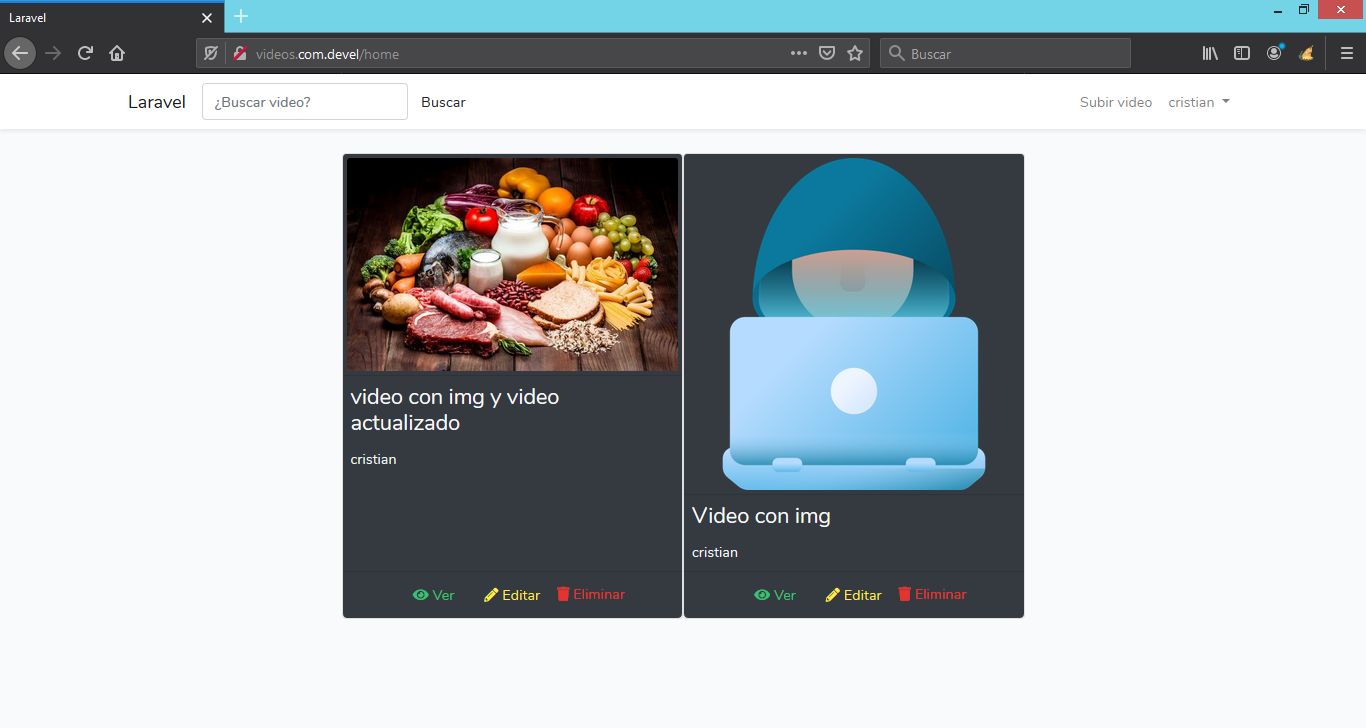 Laravel
videos.com.devel/home
Buscar
Laravel
¿Buscar video?
Buscar
Subir video
cristian
video con img y video
actualizado
cristian
Ver
Editar
Eliminar
Video con img
cristian
Ver
Editar
Eliminar